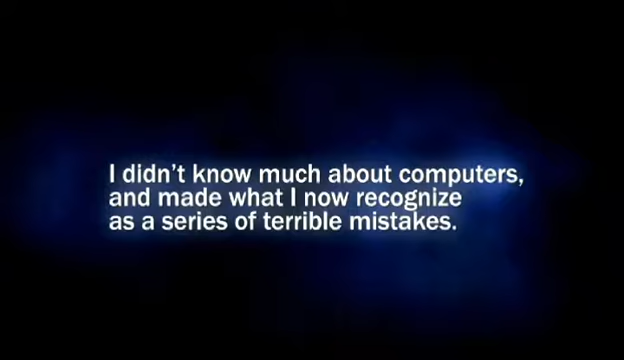 I didn’t know much about computers,
and made what I now recognize
as a series of terrible mistakes.